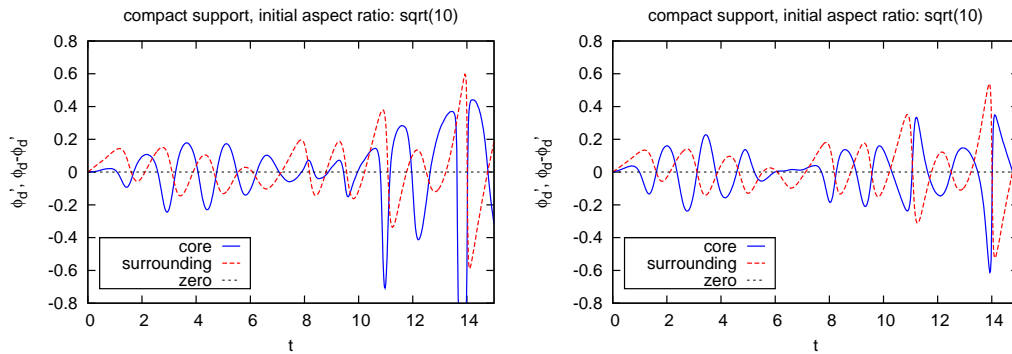 compact support, initial aspect ratio: sqrt(10)
0.8
0.6
0.4
0.2
0
-0.2
-0.4
-0.6
-0.8
ϕd', ϕd-ϕd'
core
surrounding
zero
0 2 4 6 8 10 12 14
t
compact support, initial aspect ratio: sqrt(10)
0.8
0.6
0.4
0.2
0
-0.2
-0.4
-0.6
-0.8
ϕd', ϕd-ϕd'
core
surrounding
zero
0 2 4 6 8 10 12 14
t